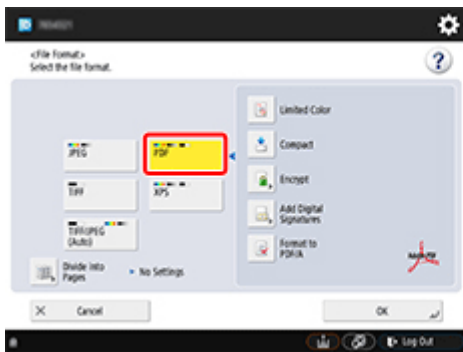 <File Format>
Select the file format.
?
Limited Color
JPEG
PDF
Compact
TIFF
XPS
Encrypt
TIFF/JPEG
(Auto)
Add Digital
Signatures
Format to
PDF/A
Divide into
Pages
No Settings
Cancel
OK
Log Out